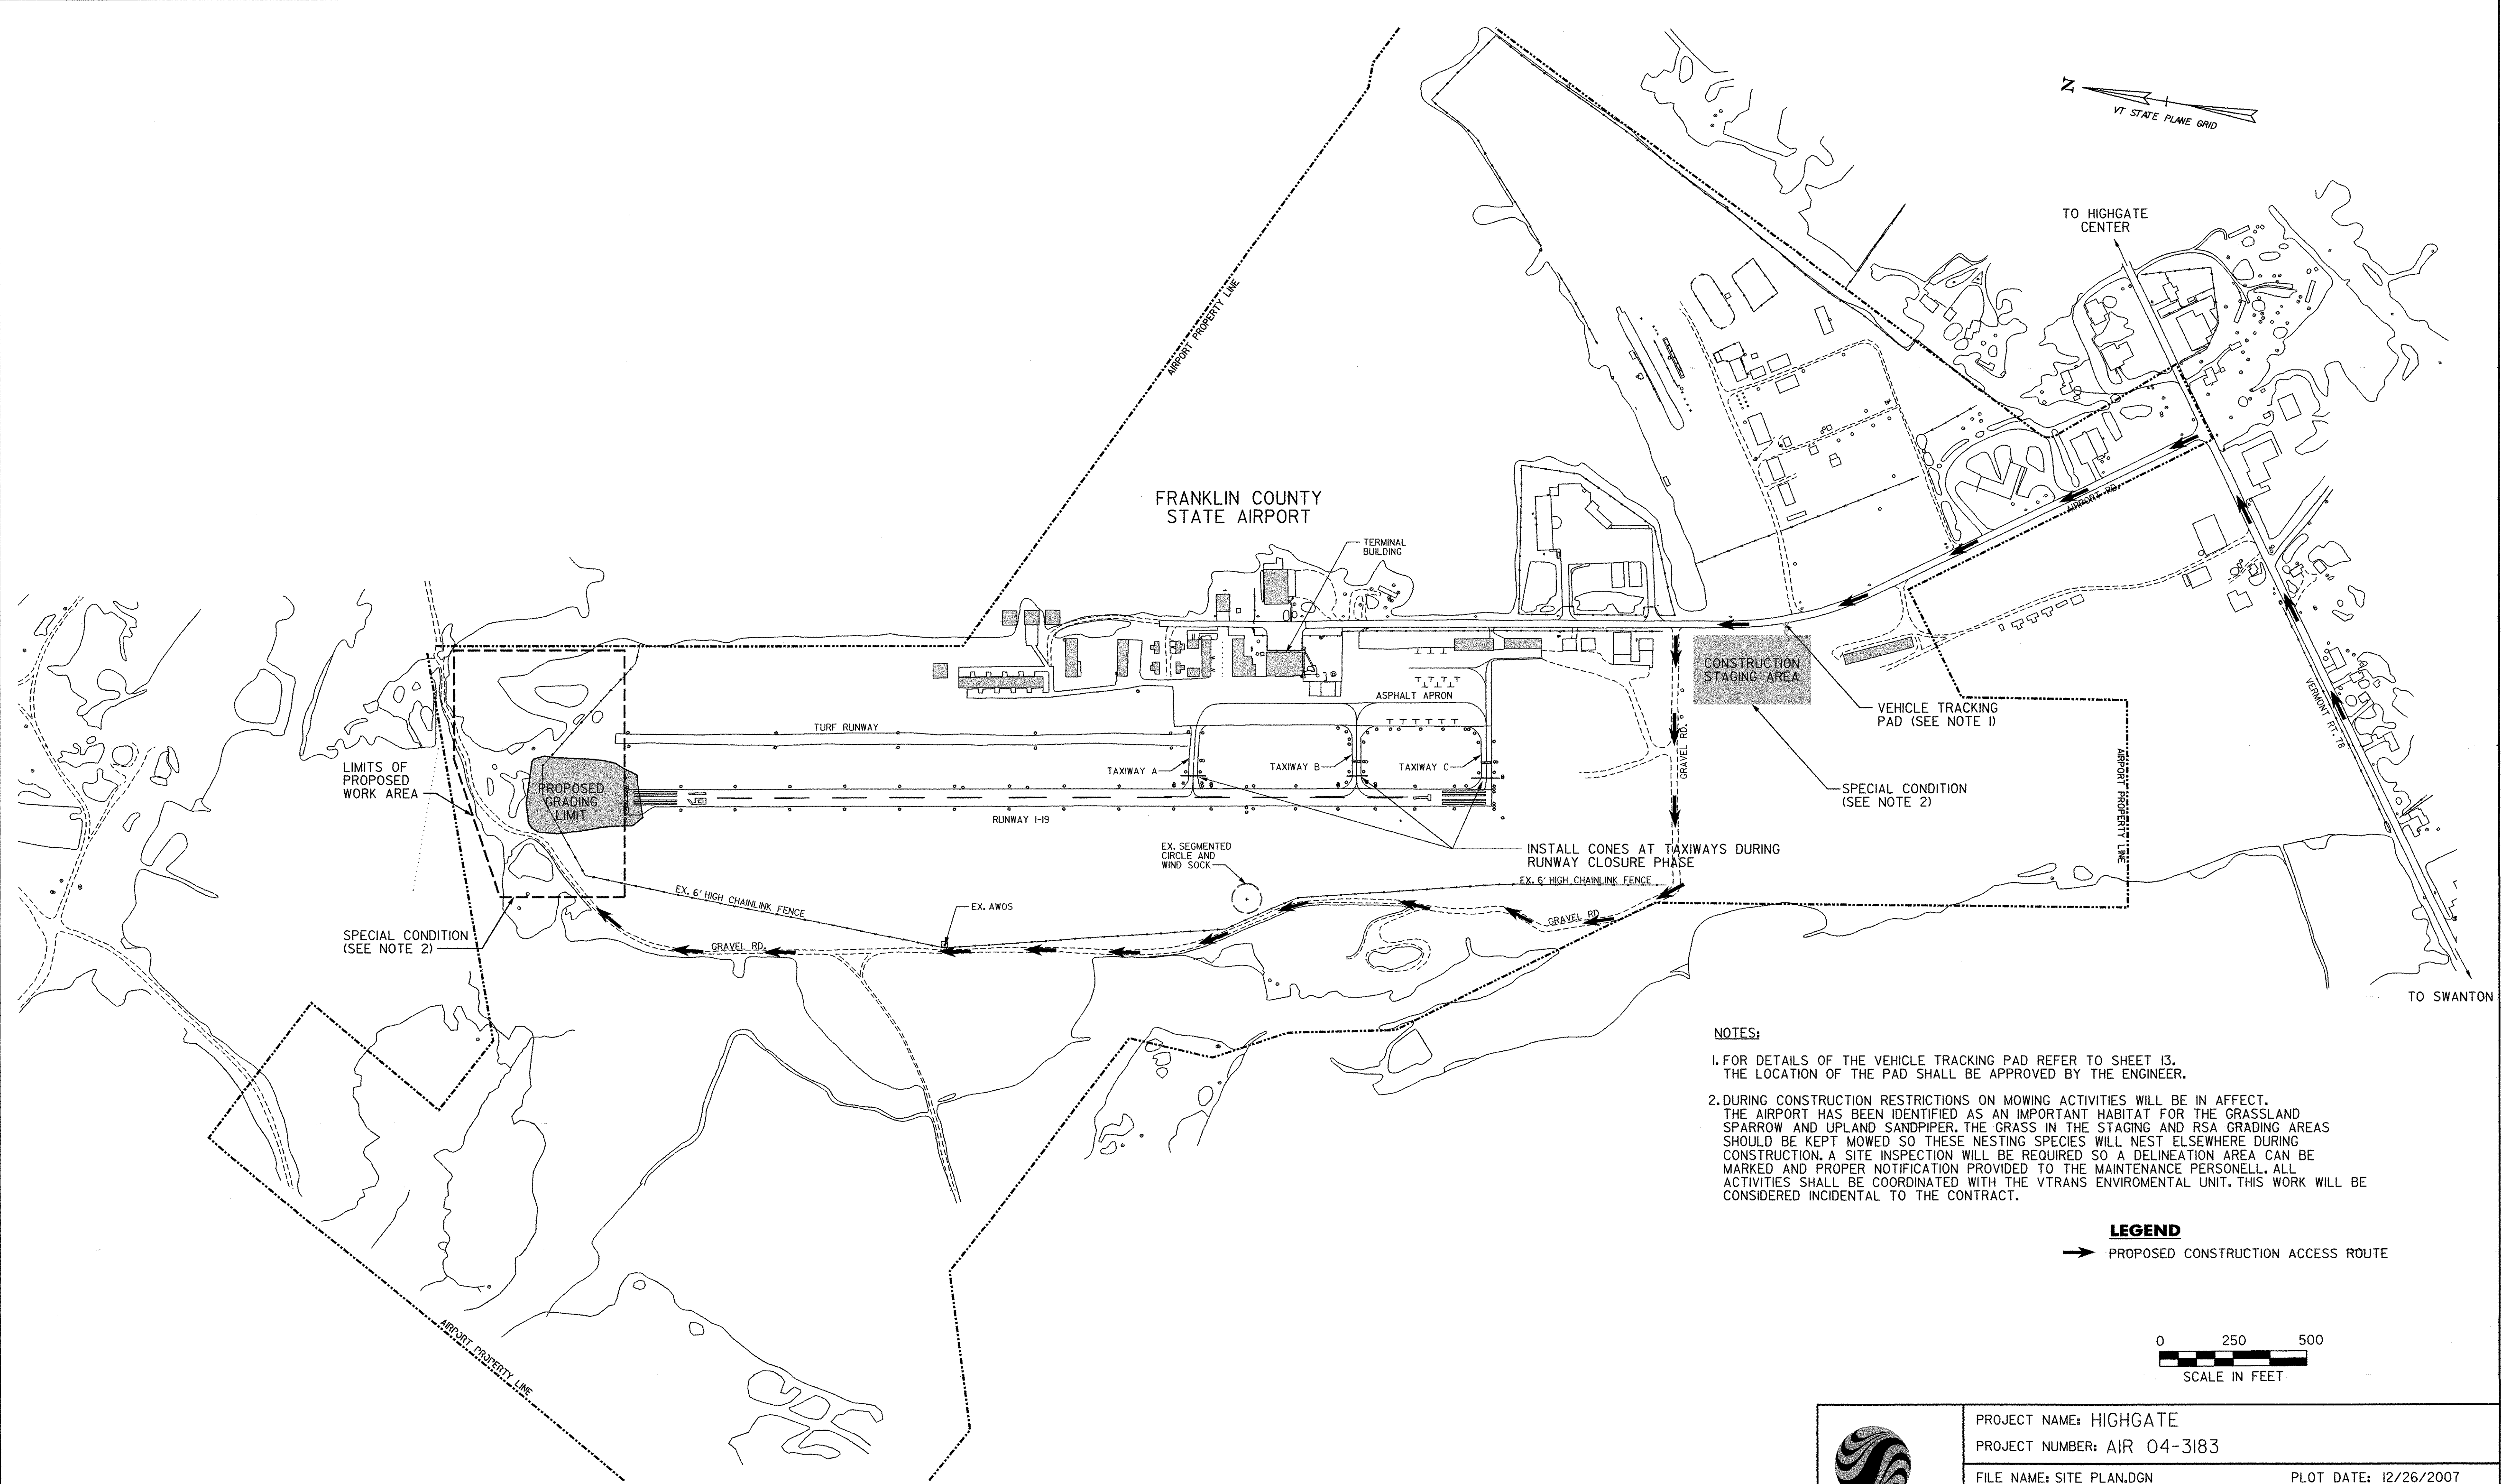 N
VT STATE PLANE GRID
TO HIGHGATE
CENTER
AIRPORT PROPERTY LINE
FRANKLIN COUNTY
STATE AIRPORT
TERMINAL
BUILDING
AIRPORT RD.
CONSTRUCTION
STAGING AREA
ASPHALT APRON
VEHICLE TRACKING
PAD (SEE NOTE 1)
VERMONT RT. 78
TURF RUNWAY
GRAVEL RD.
AIRPORT PROPERTY LINE
LIMITS OF
PROPOSED
WORK AREA
TAXIWAY A
TAXIWAY B
TAXIWAY C
PROPOSED
GRADING
LIMIT
19
1
SPECIAL CONDITION
(SEE NOTE 2)
RUNWAY 1-19
EX. SEGMENTED
CIRCLE AND
WIND SOCK
INSTALL CONES AT TAXIWAYS DURING
RUNWAY CLOSURE PHASE
EX. 6' HIGH CHAINLINK FENCE
EX. 6' HIGH CHAINLINK FENCE
EX. AWOS
GRAVEL RD.
SPECIAL CONDITION
(SEE NOTE 2)
GRAVEL RD.
TO SWANTON
NOTES:
1. FOR DETAILS OF THE VEHICLE TRACKING PAD REFER TO SHEET 13.
THE LOCATION OF THE PAD SHALL BE APPROVED BY THE ENGINEER.
2. DURING CONSTRUCTION RESTRICTIONS ON MOWING ACTIVITIES WILL BE IN AFFECT.
THE AIRPORT HAS BEEN IDENTIFIED AS AN IMPORTANT HABITAT FOR THE GRASSLAND
SPARROW AND UPLAND SANDPIPER. THE GRASS IN THE STAGING AND RSA GRADING AREAS
SHOULD BE KEPT MOWED SO THESE NESTING SPECIES WILL NEST ELSEWHERE DURING
CONSTRUCTION. A SITE INSPECTION WILL BE REQUIRED SO A DELINEATION AREA CAN BE
MARKED AND PROPER NOTIFICATION PROVIDED TO THE MAINTENANCE PERSONELL. ALL
ACTIVITIES SHALL BE COORDINATED WITH THE VTRANS ENVIROMENTAL UNIT. THIS WORK WILL BE
CONSIDERED INCIDENTAL TO THE CONTRACT.
LEGEND
PROPOSED CONSTRUCTION ACCESS ROUTE
AIRPORT PROPERTY LINE
0 250 500
SCALE IN FEET
PROJECT NAME: HIGHGATE
PROJECT NUMBER: AIR 04-3183
FILE NAME: SITE PLAN.DGN PLOT DATE: 12/26/2007